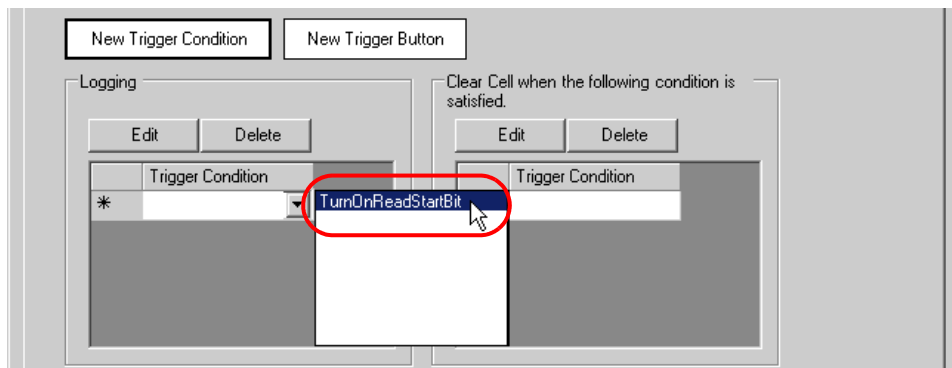 New Trigger Condition
New Trigger Button
Logging
Edit
Delete
Trigger Condition
*
TurnOnReadStartBit
Clear Cell when the following condition is
satisfied.
Edit
Delete
Trigger Condition